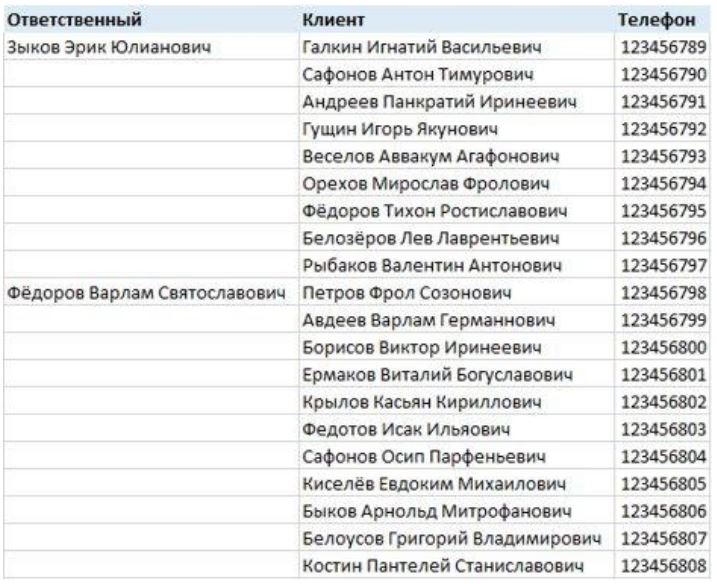 Ответственный Клиент Телефон
Зыков Эрик Юлианович Галкин Игнатий Васильевич 123456789
Сафонов Антон Тимурович 123456790
Андреев Панкратий Иринеевич 123456791
Гущин Игорь Якунович 123456792
Веселов Аввакум Агафонович 123456793
Орехов Мирослав Фролович 123456794
Фёдоров Тихон Ростиславович 123456795
Белозёров Лев Лаврентьевич 123456796
Рыбаков Валентин Антонович 123456797
Фёдоров Варлам Святославович Петров Фрол Созонович 123456798
Авдеев Варлам Германнович 123456799
Борисов Виктор Иринеевич 123456800
Ермаков Виталий Богуславович 123456801
Крылов Касьян Кириллович 123456802
Федотов Исак Ильяович 123456803
Сафонов Осип Парфеньевич 123456804
Киселёв Евдоким Михаилович 123456805
Быков Арнольд Митрофанович 123456806
Белоусов Григорий Владимирович 123456807
Костин Пантелей Станиславович 123456808